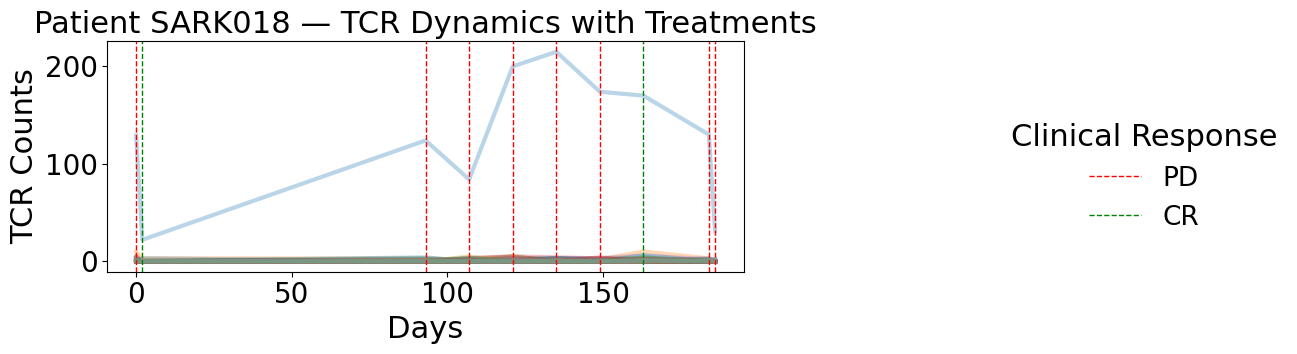 Patient SARK018 — TCR Dynamics with Treatments
TCR Counts
200
100
0
0
50
100
150
Days
Clinical Response
PD
CR